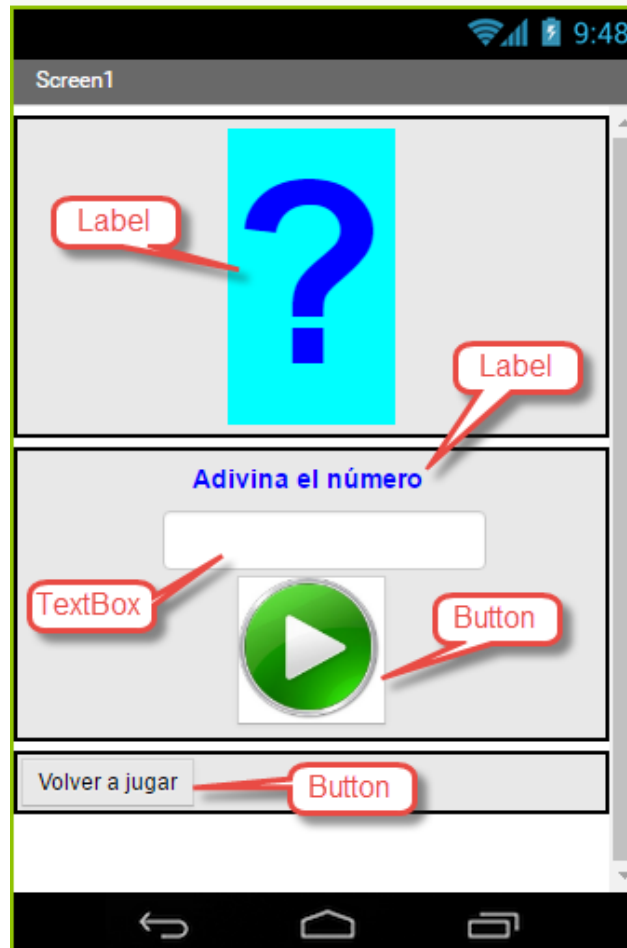 9:48
Screen1
?
Label
Label
Adivina el número
TextBox
Button
Volver a jugar
Button